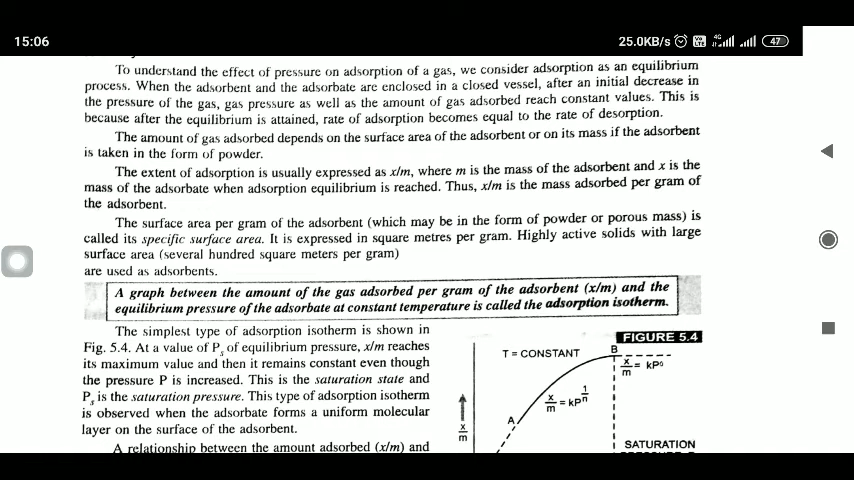 15:06
25.0KB/s
4G
47
To understand the effect of pressure on adsorption of a gas, we consider adsorption as an equilibrium
process. When the adsorbent and the adsorbate are enclosed in a closed vessel, after an initial decrease in
the pressure of the gas, gas pressure as well as the amount of gas adsorbed reach constant values. This is
because after the equilibrium is attained, rate of adsorption becomes equal to the rate of desorption.
The amount of gas adsorbed depends on the surface area of the adsorbent or on its mass if the adsorbent
is taken in the form of powder.
The extent of adsorption is usually expressed as x/m, where m is the mass of the adsorbent and x is the
mass of the adsorbate when adsorption equilibrium is reached. Thus, x/m is the mass adsorbed per gram of
the adsorbent.
The surface area per gram of the adsorbent (which may be in the form of powder or porous mass) is
called its specific surface area. It is expressed in square metres per gram. Highly active solids with large
surface area (several hundred square meters per gram)
are used as adsorbents.
A graph between the amount of the gas adsorbed per gram of the adsorbent (x/m) and the
equilibrium pressure of the adsorbate at constant temperature is called the adsorption isotherm.
The simplest type of adsorption isotherm is shown in
Fig. 5.4. At a value of Ps of equilibrium pressure, x/m reaches
its maximum value and then it remains constant even though
the pressure P is increased. This is the saturation state and
Ps is the saturation pressure. This type of adsorption isotherm
is observed when the adsorbate forms a uniform molecular
layer on the surface of the adsorbent.
A relationship between the amount adsorbed (x/m) and
FIGURE 5.4
T = CONSTANT
B
x/m = kP⁰
x/m = kP^1/n
A
x/m
SATURATION